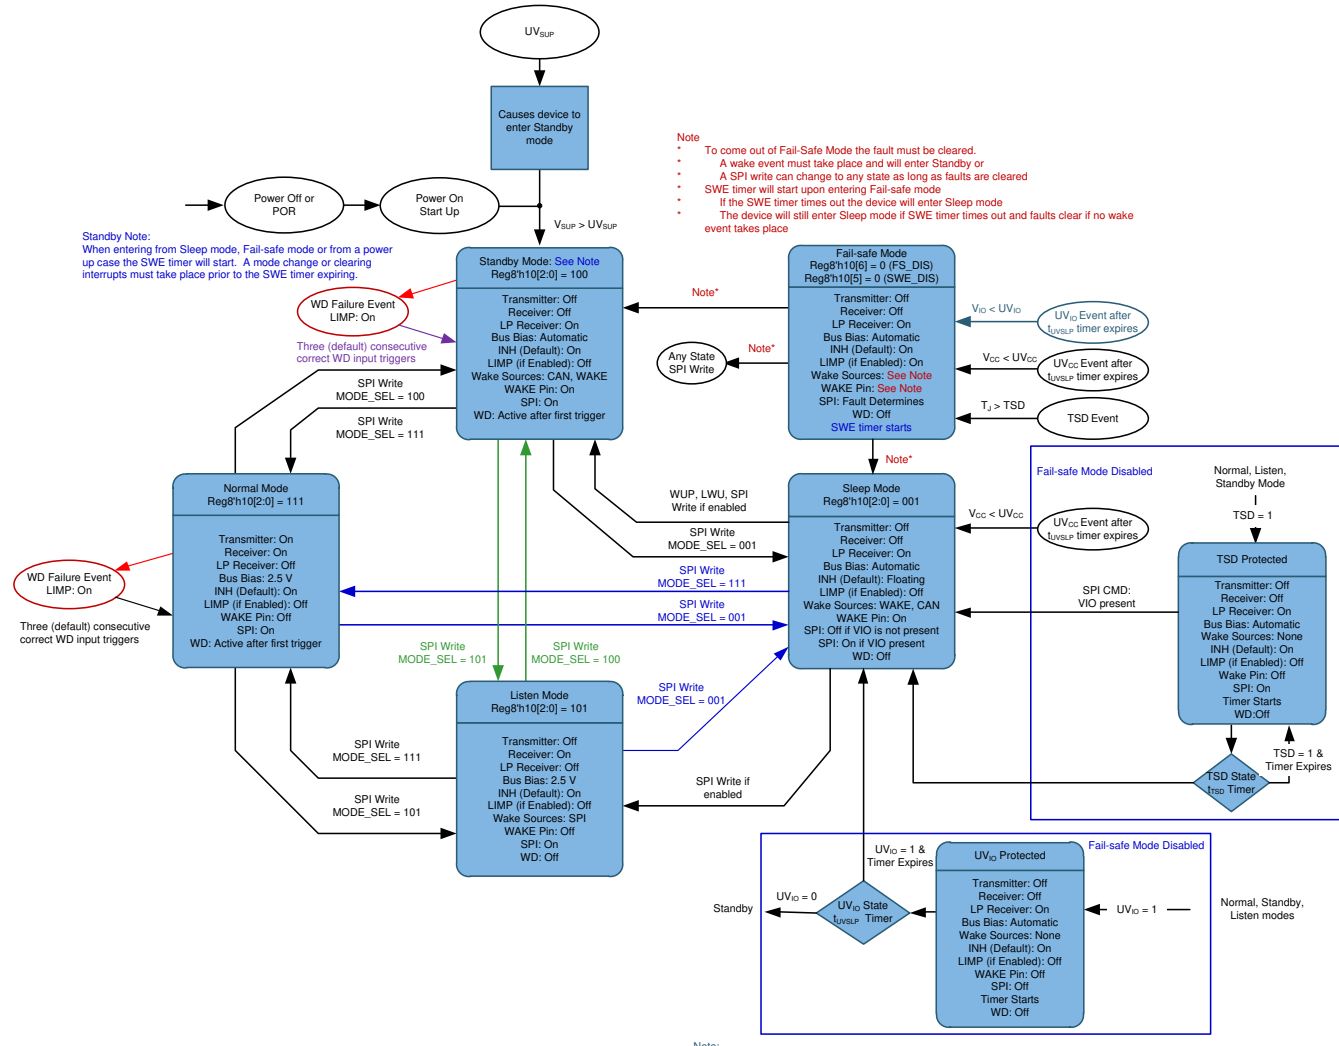 UVSUP
Causes device to
enter Standby
mode
Power Off or
POR
Power On
Start Up
VSUP > UVSUP
Note
* To come out of Fail-Safe Mode the fault must be cleared.
* A wake event must take place and will enter Standby or
* A SPI write can change to any state as long as faults are cleared
* SWE timer will start upon entering Fail-safe mode
* If the SWE timer times out the device will enter Sleep mode
* The device will still enter Sleep mode if SWE timer times out and faults clear if no wake
event takes place
Standby Note:
When entering from Sleep mode, Fail-safe mode or from a power
up case the SWE timer will start. A mode change or clearing
interrupts must take place prior to the SWE timer expiring.
WD Failure Event
LIMP: On
Three (default) consecutive
correct WD input triggers
Standby Mode: See Note
Reg8'h10[2:0] = 100
Transmitter: Off
Receiver: Off
LP Receiver: On
Bus Bias: Automatic
INH (Default): On
LIMP (if Enabled): Off
Wake Sources: CAN, WAKE
WAKE Pin: On
SPI: On
WD: Active after first trigger
Note*
Any State
SPI Write
Note*
Fail-safe Mode
Reg8'h10[6] = 0 (FS_DIS)
Reg8'h10[5] = 0 (SWE_DIS)
Transmitter: Off
Receiver: Off
LP Receiver: On
Bus Bias: Automatic
INH (Default): On
LIMP (if Enabled): On
Wake Sources: See Note
WAKE Pin: See Note
SPI: Fault Determines
WD: Off
SWE timer starts
VIO < UVIO
UVIO Event after
tUVSLP timer expires
VCC < UVCC
UVCC Event after
tUVSLP timer expires
TJ > TSD
TSD Event
Note*
SPI Write
MODE_SEL = 100
SPI Write
MODE_SEL = 111
Normal Mode
Reg8'h10[2:0] = 111
Transmitter: On
Receiver: On
LP Receiver: Off
Bus Bias: 2.5 V
INH (Default): On
LIMP (if Enabled): Off
WAKE Pin: Off
SPI: On
WD: Active after first trigger
WD Failure Event
LIMP: On
Three (default) consecutive
correct WD input triggers
WUP, LWU, SPI
Write if enabled
SPI Write
MODE_SEL = 001
SPI Write
MODE_SEL = 111
SPI Write
MODE_SEL = 001
Sleep Mode
Reg8'h10[2:0] = 001
Transmitter: Off
Receiver: Off
LP Receiver: On
Bus Bias: Automatic
INH (Default): Floating
LIMP (if Enabled): Off
Wake Sources: WAKE, CAN
WAKE Pin: On
SPI: Off if VIO is not present
SPI: On if VIO present
WD: Off
VCC < UVCC
UVCC Event after
tUVSLP timer expires
Fail-safe Mode Disabled
Normal, Listen,
Standby Mode
TSD = 1
TSD Protected
Transmitter: Off
Receiver: Off
LP Receiver: On
Bus Bias: Automatic
Wake Sources: None
INH (Default): On
LIMP (if Enabled): Off
Wake Pin: Off
SPI: On
Timer Starts
WD:Off
SPI CMD:
VIO present
TSD = 1 &
Timer Expires
TSD State
tTSD Timer
SPI Write
MODE_SEL = 101
SPI Write
MODE_SEL = 100
SPI Write
MODE_SEL = 001
Listen Mode
Reg8'h10[2:0] = 101
Transmitter: Off
Receiver: On
LP Receiver: Off
Bus Bias: 2.5 V
INH (Default): On
LIMP (if Enabled): Off
Wake Sources: SPI
WAKE Pin: Off
SPI: On
WD: Off
SPI Write
MODE_SEL = 111
SPI Write
MODE_SEL = 101
SPI Write if
enabled
UVIO = 1 &
Timer Expires
Fail-safe Mode Disabled
UVIO Protected
Transmitter: Off
Receiver: Off
LP Receiver: On
Bus Bias: Automatic
Wake Sources: None
INH (Default): On
LIMP (if Enabled): Off
WAKE Pin: Off
SPI: Off
Timer Starts
WD: Off
Standby
UVIO = 0
UVIO State
tUVSLP Timer
UVIO = 1
Normal, Standby,
Listen modes
Note: